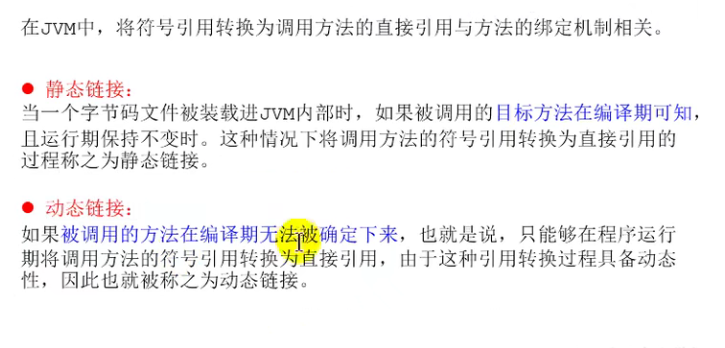 在JVM中，将符号引用转换为调用方法的直接引用与方法的绑定机制相关。
● 静态链接：
当一个字节码文件被装载进JVM内部时，如果被调用的目标方法在编译期可知，
且运行期保持不变时。这种情况下将调用方法的符号引用转换为直接引用的
过程称之为静态链接。
● 动态链接：
如果被调用的方法在编译期无法被确定下来，也就是说，只能够在程序运行
期将调用方法的符号引用转换为直接引用，由于这种引用转换过程具备动态
性，因此也就被称之为动态链接。